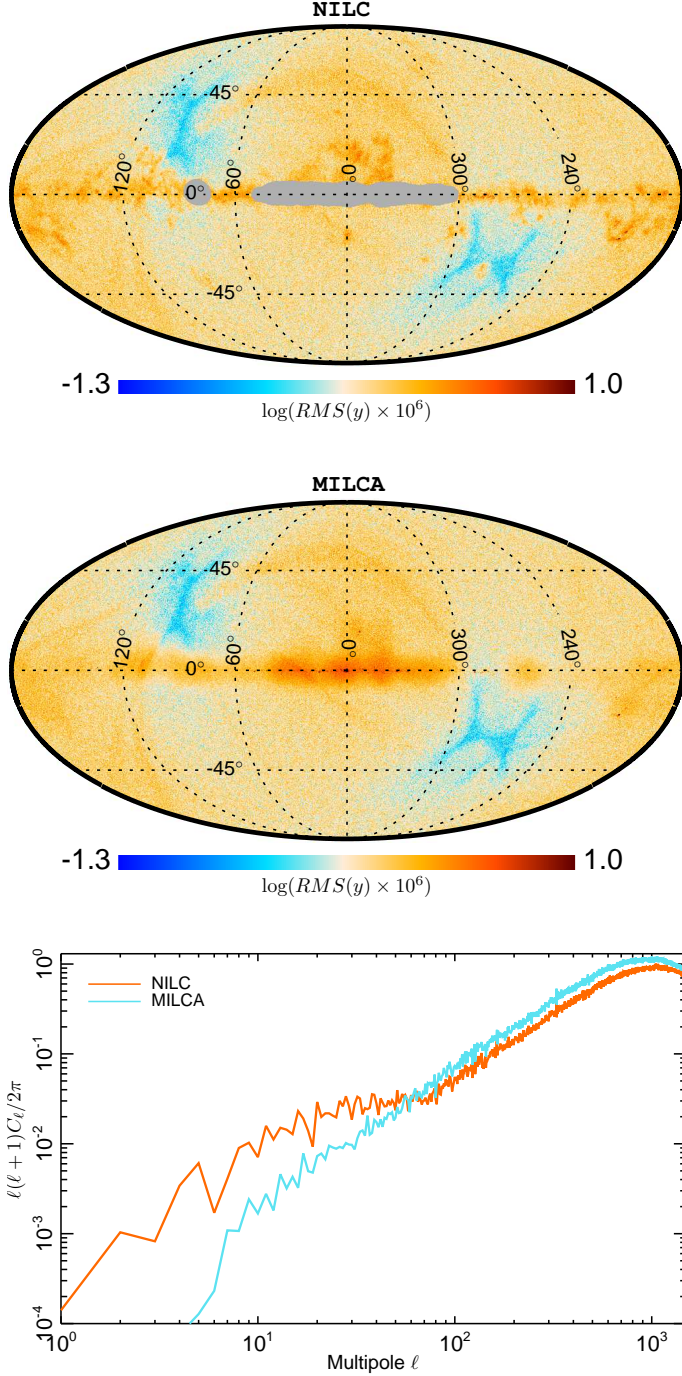 NILC
45°
120° 0° 60° 0° 300° 240°
-45°
-1.3 1.0
log(RMS(y) × 10⁶)
MILCA
45°
120° 0° 60° 0° 300° 240°
-45°
-1.3 1.0
log(RMS(y) × 10⁶)
10⁰
NILC
MILCA
10⁻¹
ℓ(ℓ + 1)Cℓ/2π
10⁻²
10⁻³
10⁻⁴
10⁰ 10¹ 10² 10³
Multipole ℓ